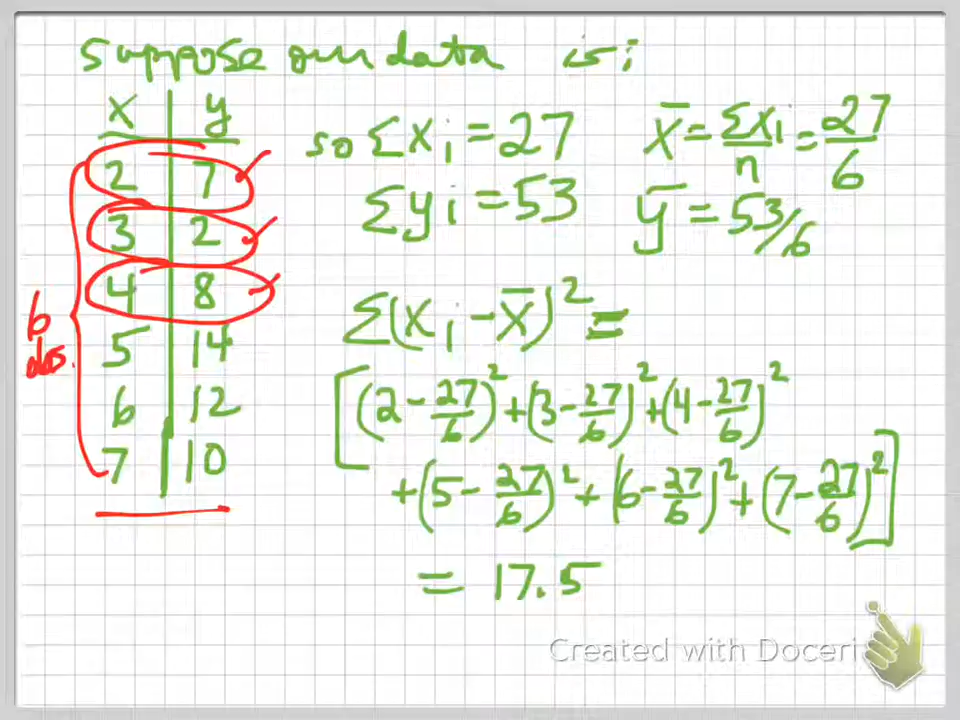 suppose our data is:
x y
2 7
3 2
4 8
5 14
6 12
7 10
6 obs.
so Σxi = 27
Σyi = 53
x̄ = Σxi/n = 27/6
ȳ = 53/6
Σ(xi - x̄)² =
[(2 - 27/6)² + (3 - 27/6)² + (4 - 27/6)²
+ (5 - 27/6)² + (6 - 27/6)² + (7 - 27/6)²]
= 17.5
Created with Doceri